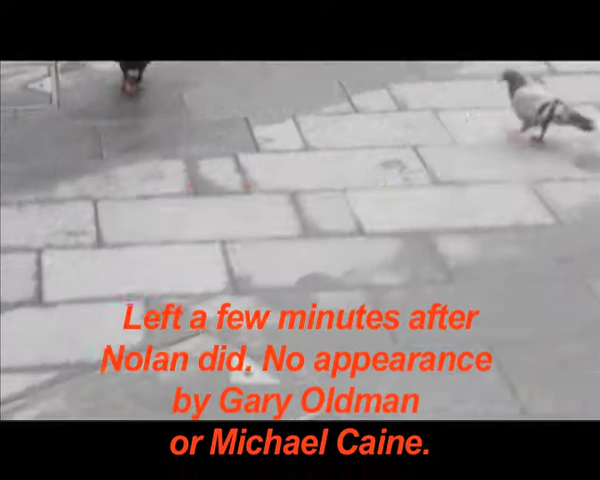 Left a few minutes after
Nolan did. No appearance
by Gary Oldman
or Michael Caine.